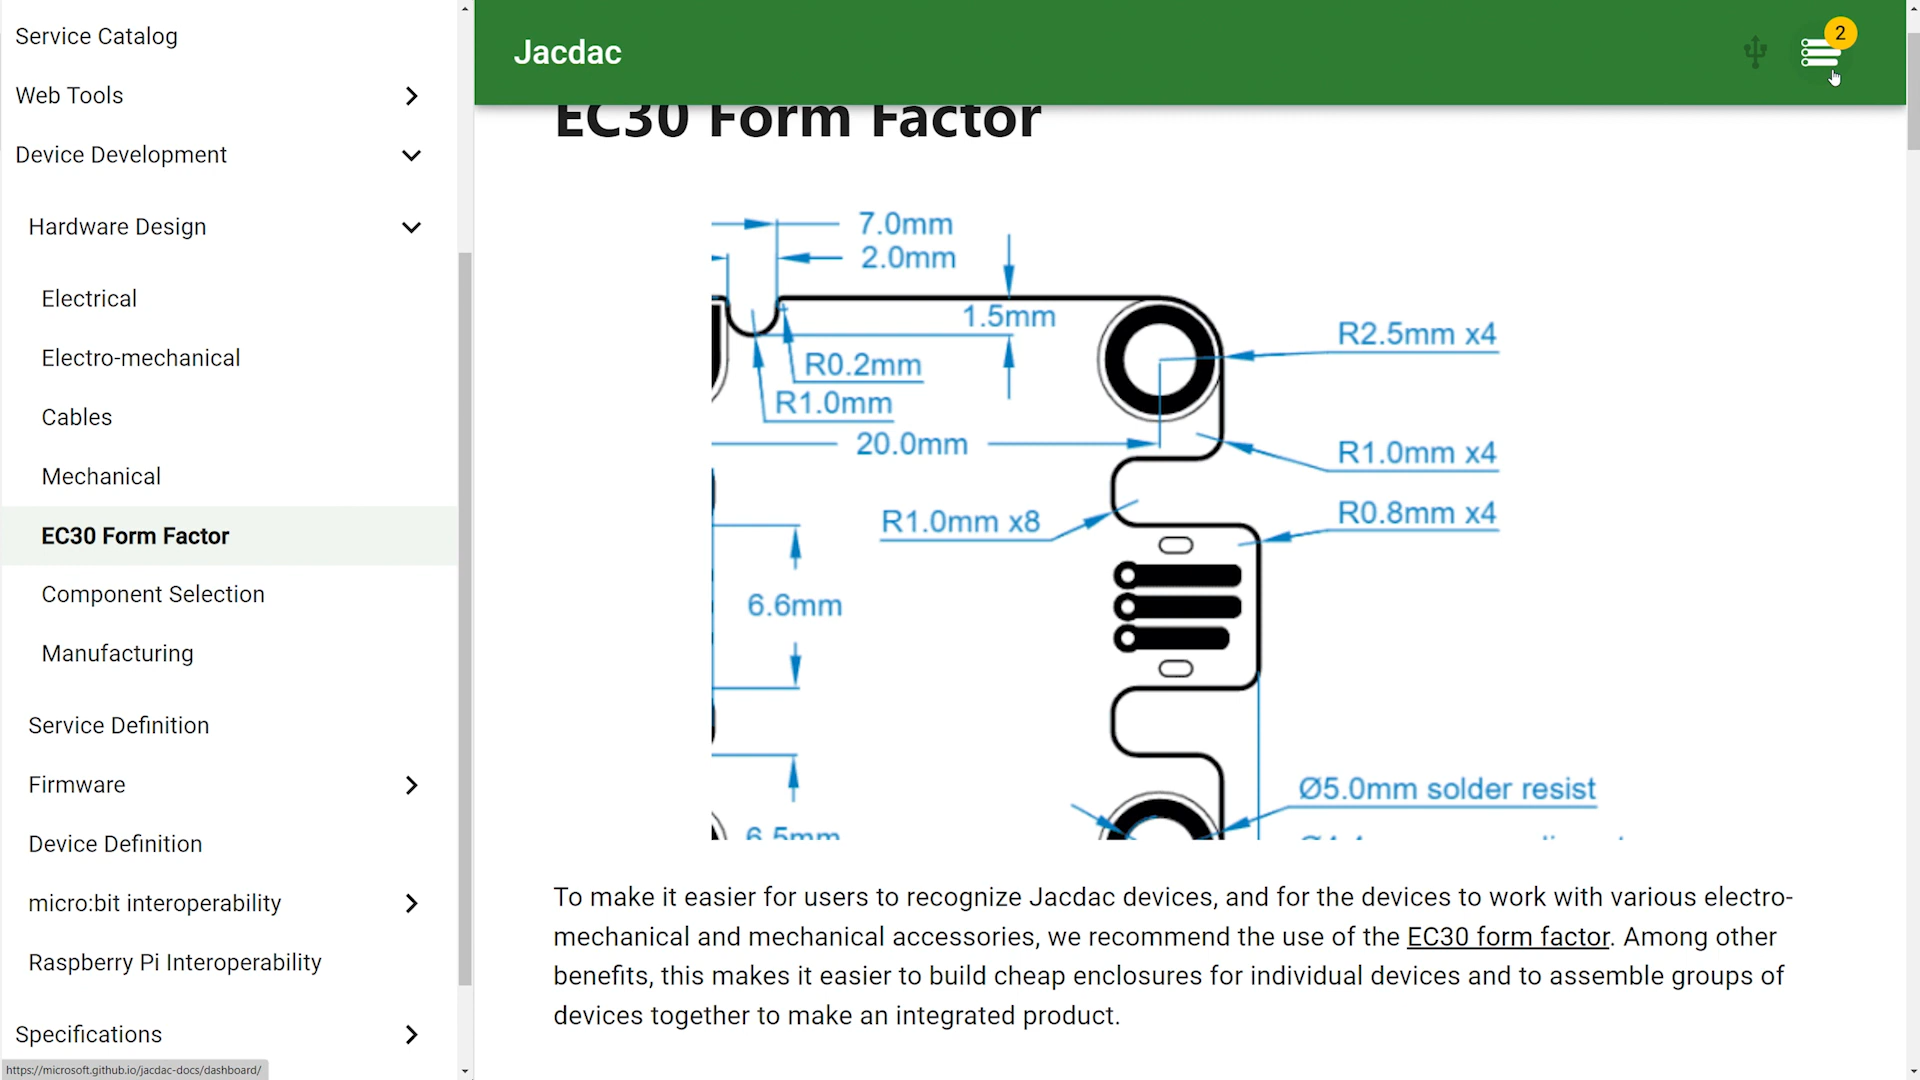 Service Catalog
Web Tools
Device Development
Hardware Design
Electrical
Electro-mechanical
Cables
Mechanical
EC30 Form Factor
Component Selection
Manufacturing
Service Definition
Firmware
Device Definition
micro:bit interoperability
Raspberry Pi Interoperability
Specifications
https://microsoft.github.io/jacdac-docs/dashboard/
Jacdac
2
EC30 Form Factor
7.0mm
2.0mm
1.5mm
R2.5mm x4
R0.2mm
R1.0mm
20.0mm
R1.0mm x4
R1.0mm x8
R0.8mm x4
6.6mm
Ø5.0mm solder resist
6.5mm
To make it easier for users to recognize Jacdac devices, and for the devices to work with various electro-
mechanical and mechanical accessories, we recommend the use of the EC30 form factor. Among other
benefits, this makes it easier to build cheap enclosures for individual devices and to assemble groups of
devices together to make an integrated product.